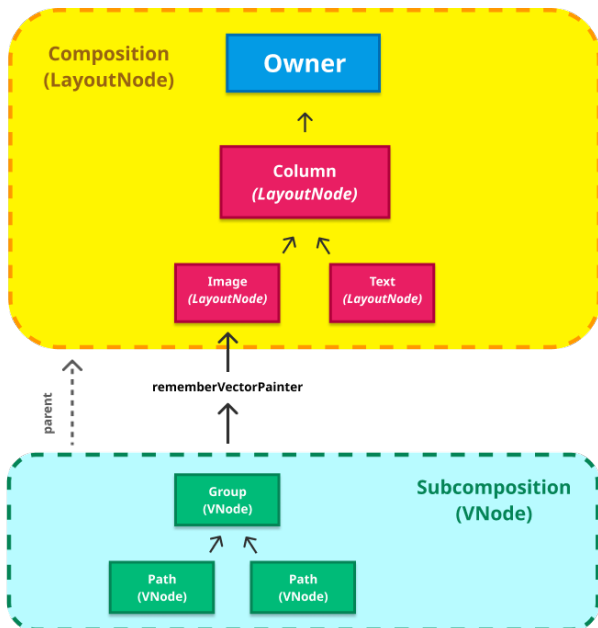 Composition
(LayoutNode)
Owner
Column
(LayoutNode)
Image
(LayoutNode)
Text
(LayoutNode)
rememberVectorPainter
parent
Subcomposition
(VNode)
Group
(VNode)
Path
(VNode)
Path
(VNode)